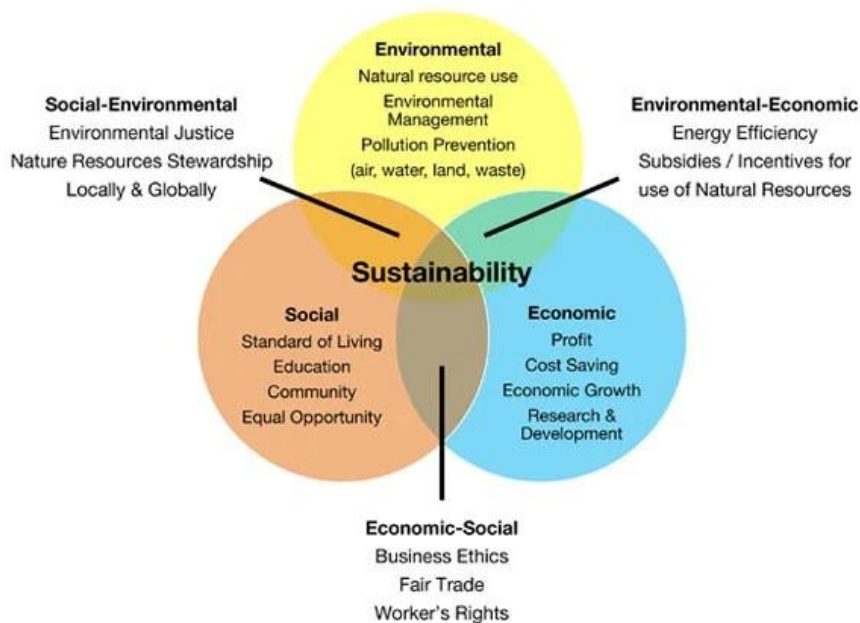 Environmental
Natural resource use
Environmental
Management
Pollution Prevention
(air, water, land, waste)
Social-Environmental
Environmental Justice
Nature Resources Stewardship
Locally & Globally
Environmental-Economic
Energy Efficiency
Subsidies / Incentives for
use of Natural Resources
Sustainability
Social
Standard of Living
Education
Community
Equal Opportunity
Economic
Profit
Cost Saving
Economic Growth
Research &
Development
Economic-Social
Business Ethics
Fair Trade
Worker's Rights